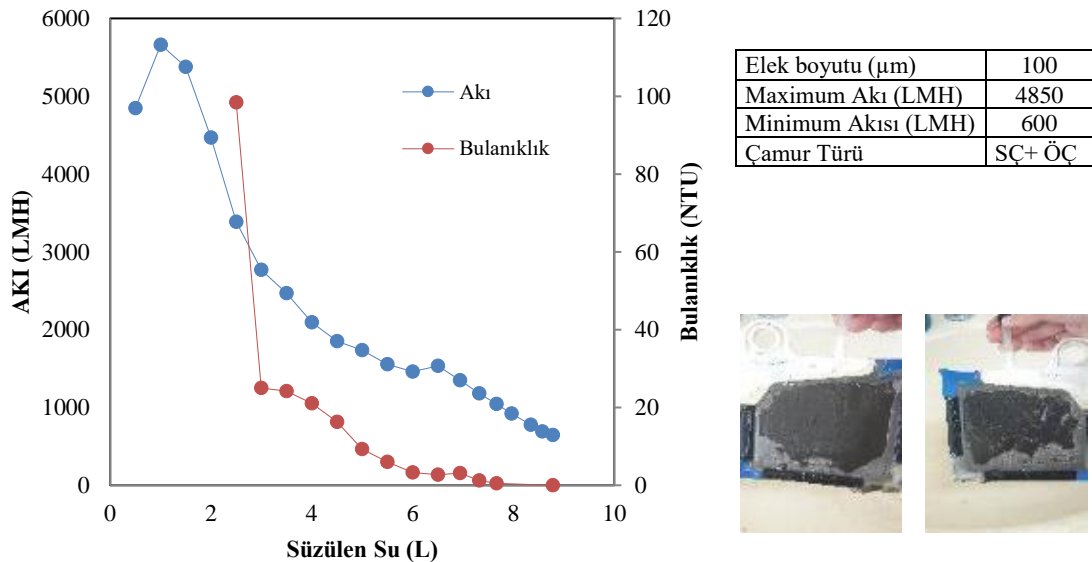 6000
5000
4000
3000
2000
1000
0
AKI (LMH)
120
100
80
60
40
20
0
Bulanıklık (NTU)
Akı
Bulanıklık
0 2 4 6 8 10
Süzülen Su (L)
Elek boyutu (µm) 100
Maximum Akı (LMH) 4850
Minimum Akısı (LMH) 600
Çamur Türü SÇ+ ÖÇ